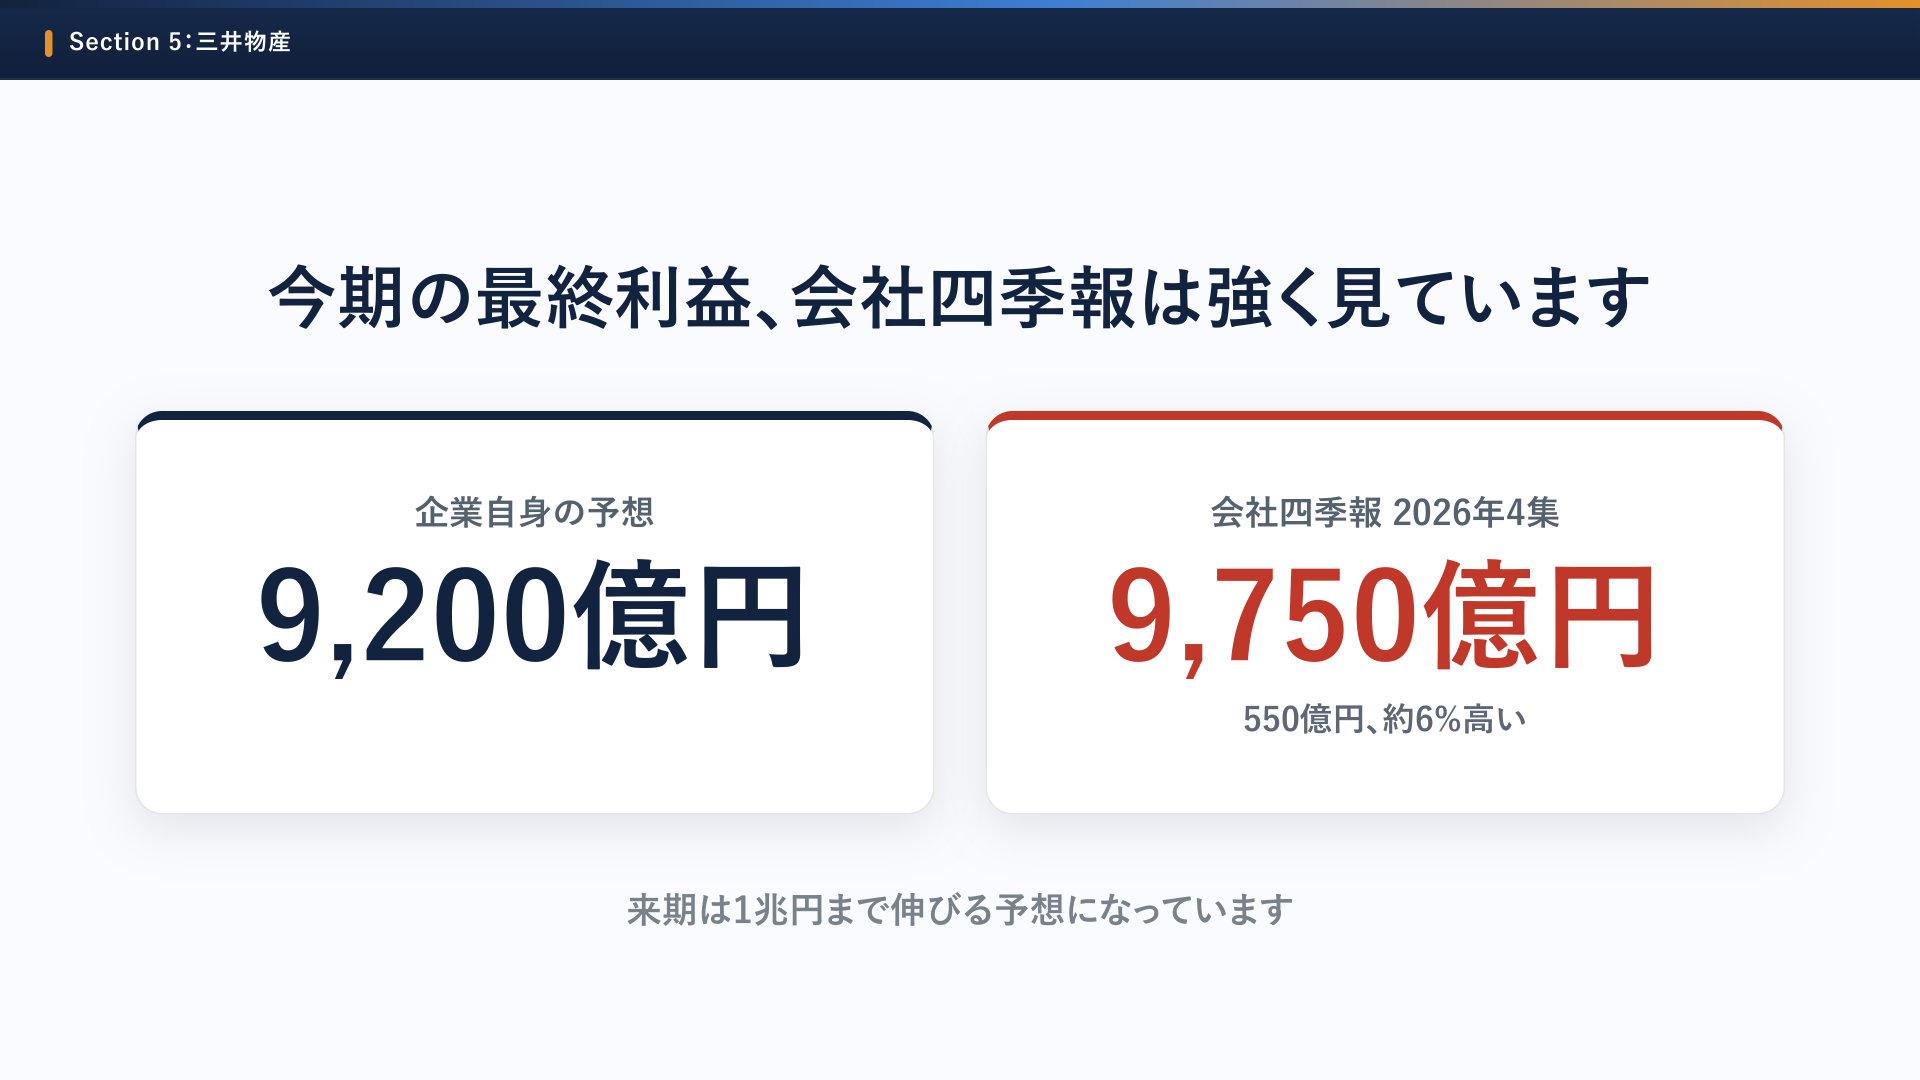 Section 5：三井物産
今期の最終利益、会社四季報は強く見ています
企業自身の予想
9,200億円
会社四季報 2026年4集
9,750億円
550億円、約6%高い
来期は1兆円まで伸びる予想になっています